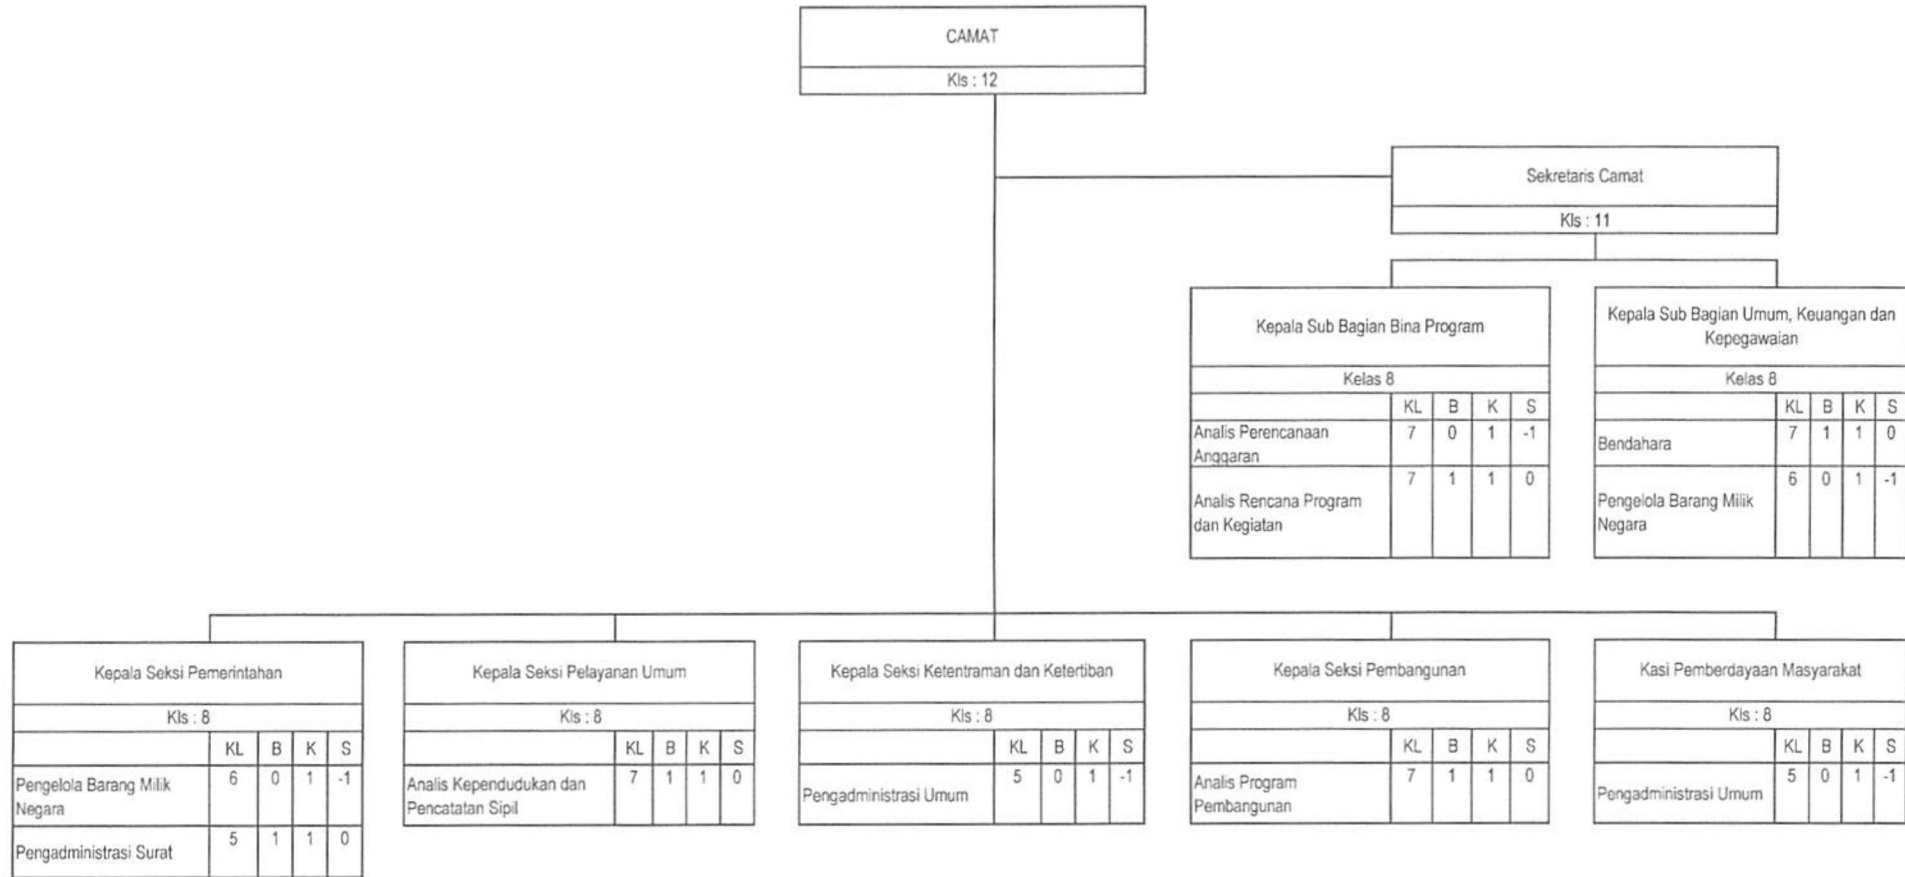 CAMAT
Kls : 12
Sekretaris Camat
Kls : 11
Kepala Sub Bagian Bina Program
Kelas 8
KL B K S
Analis Perencanaan
Anggaran
7 0 1 -1
Analis Rencana Program
dan Kegiatan
7 1 1 0
Kepala Sub Bagian Umum, Keuangan dan
Kepegawaian
Kelas 8
KL B K S
Bendahara 7 1 1 0
Pengelola Barang Milik
Negara
6 0 1 -1
Kepala Seksi Pemerintahan
Kls : 8
KL B K S
Pengelola Barang Milik
Negara
6 0 1 -1
Pengadministrasi Surat 5 1 1 0
Kepala Seksi Pelayanan Umum
Kls : 8
KL B K S
Analis Kependudukan dan
Pencatatan Sipil
7 1 1 0
Kepala Seksi Ketentraman dan Ketertiban
Kls : 8
KL B K S
Pengadministrasi Umum 5 0 1 -1
Kepala Seksi Pembangunan
Kls : 8
KL B K S
Analis Program
Pembangunan
7 1 1 0
Kasi Pemberdayaan Masyarakat
Kls : 8
KL B K S
Pengadministrasi Umum 5 0 1 -1